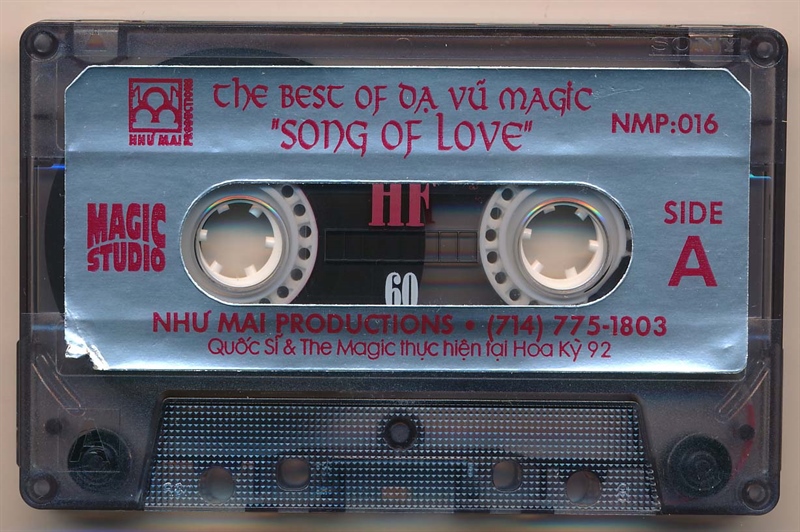 SONY
THE BEST OF DẠ VŨ MAGIC
"SONG OF LOVE"
NMP:016
NHƯ MAI
PRODUCTIONS
MAGIC
STUDIO
HF
60
SIDE
A
NHƯ MAI PRODUCTIONS • (714) 775-1803
Quốc Sĩ & The Magic thực hiện tại Hoa Kỳ 92